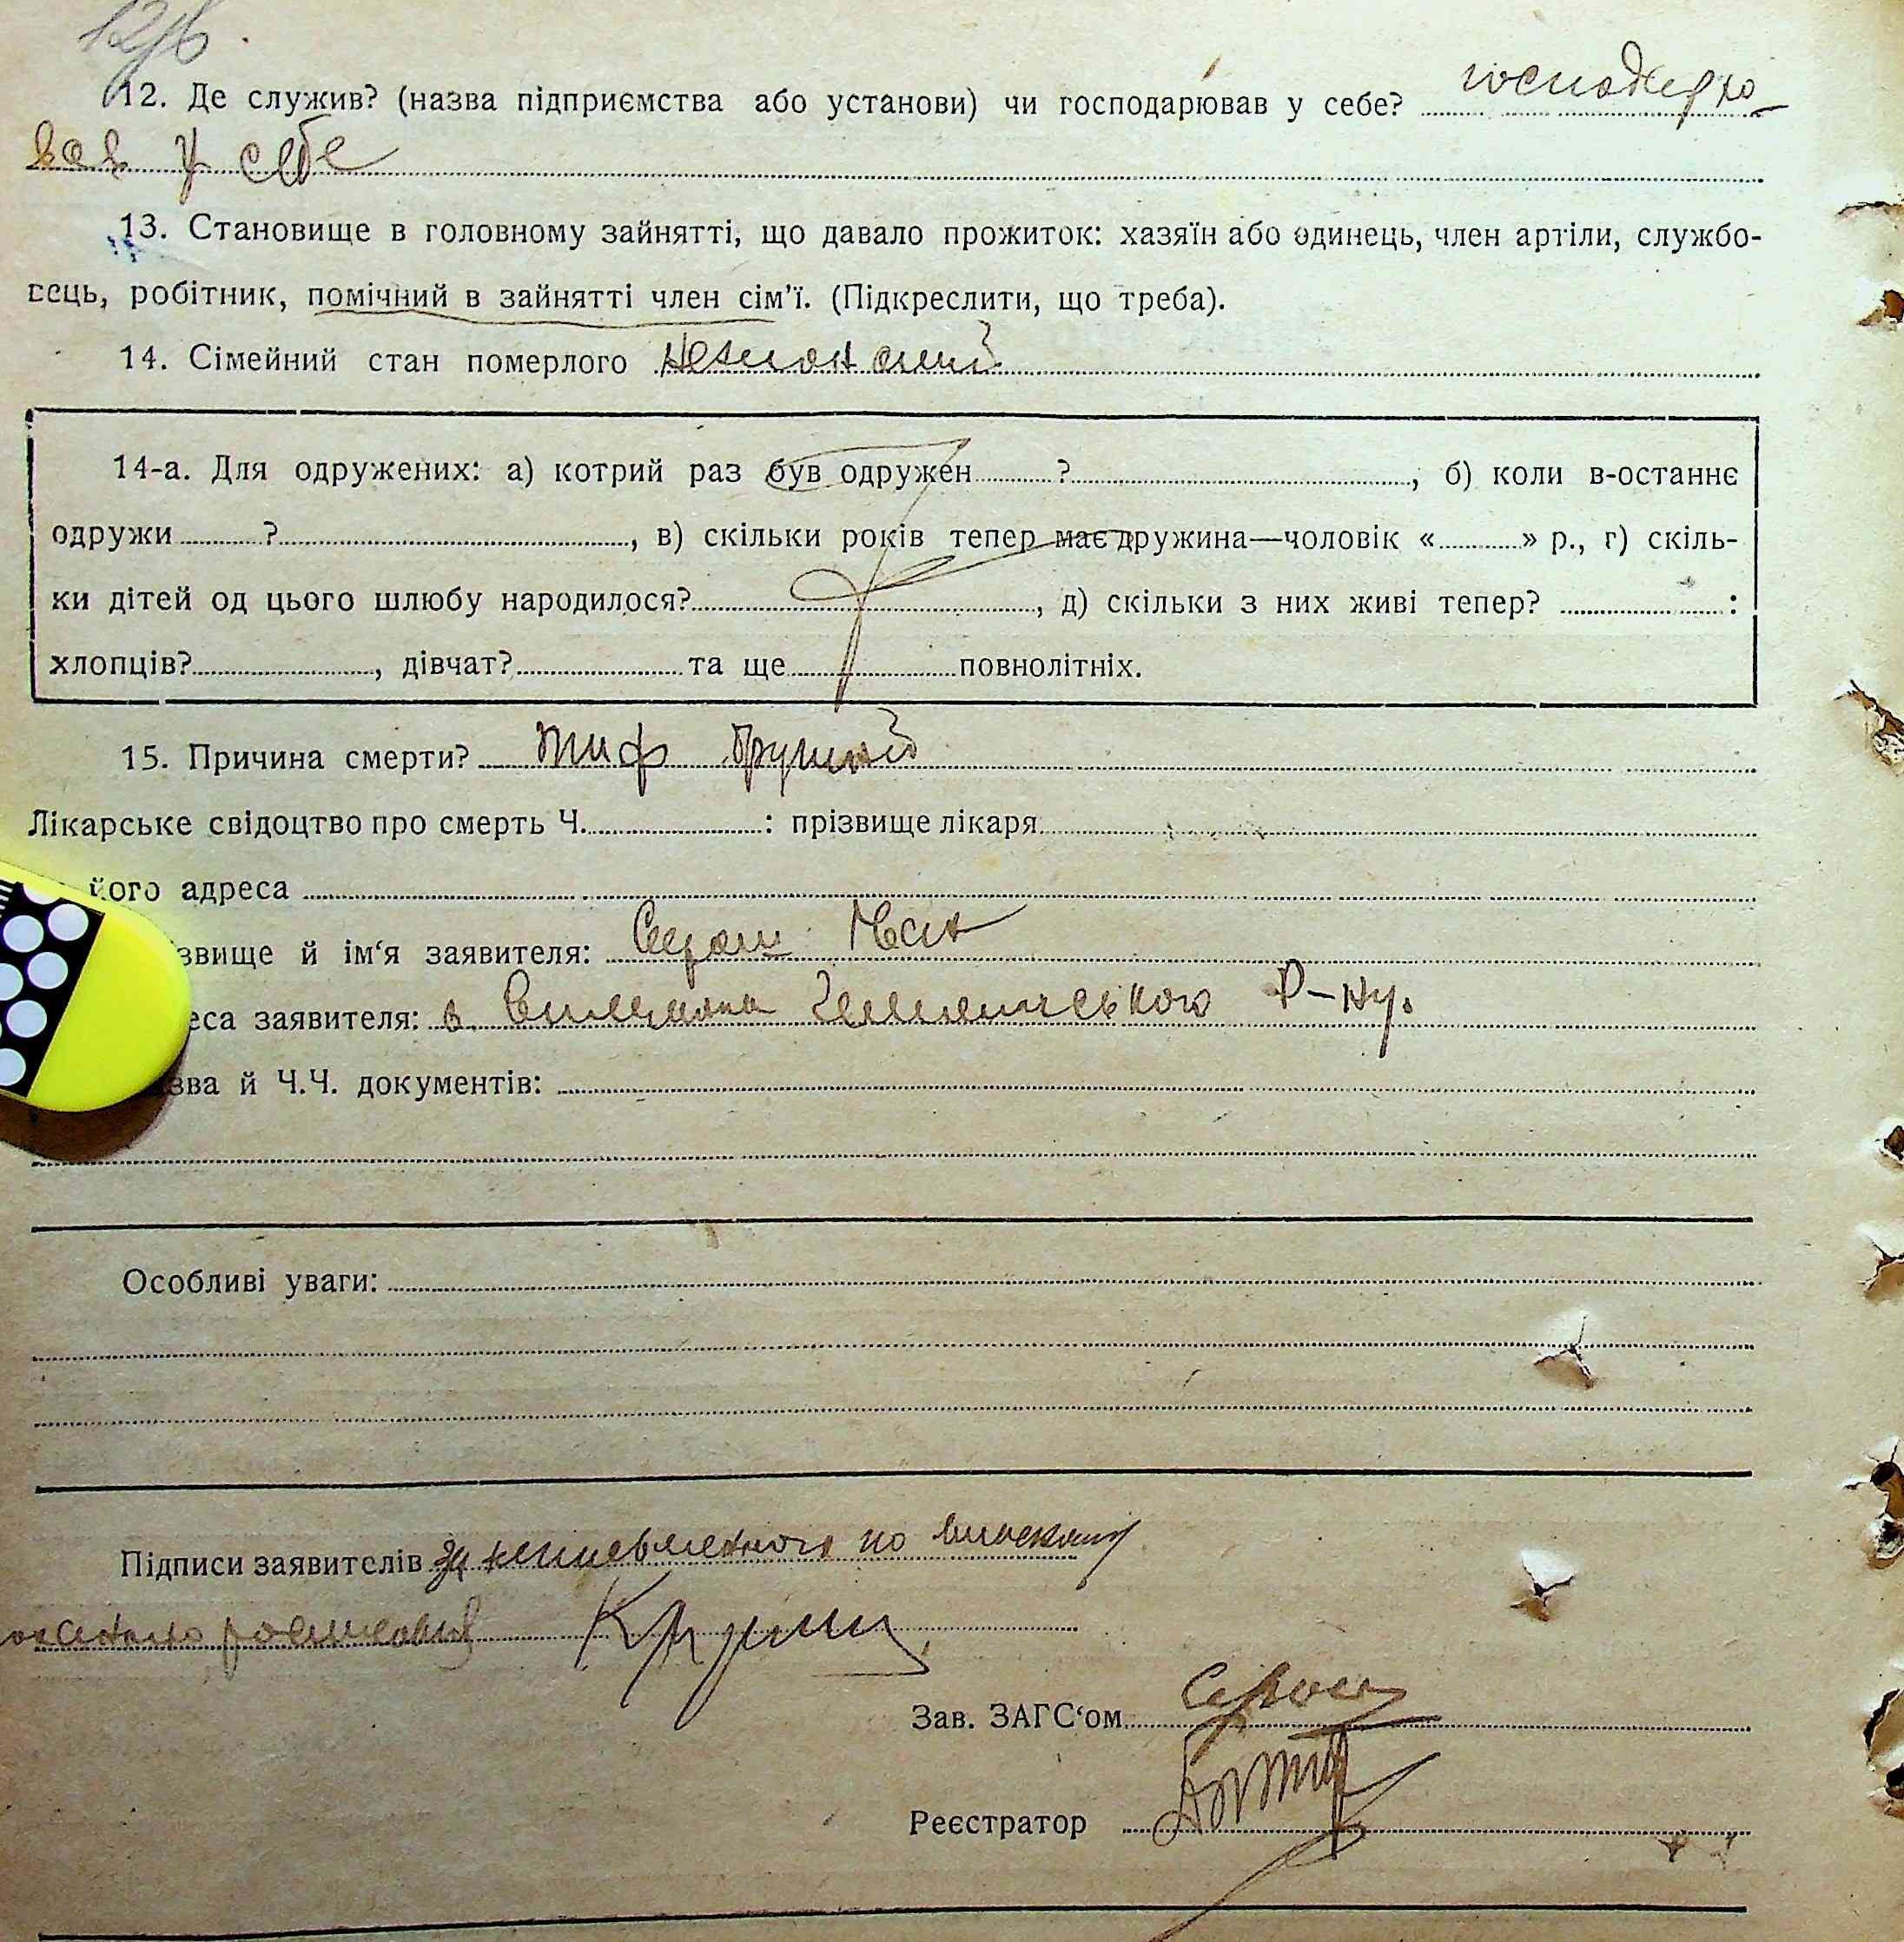 12. Де служив? (назва підприємства або установи) чи господарював у себе? господарю-
вав у себе
13. Становище в головному зайнятті, що давало прожиток: хазяїн або одинець, член артіли, службо-
вець, робітник, помічний в зайнятті член сім'ї. (Підкреслити, що треба).
14. Сімейний стан померлого
14-а. Для одружених: а) котрий раз був одружен ?, б) коли в-останнє
одружи ?, в) скільки років тепер має дружина—чоловік « » р., г) скіль-
ки дітей од цього шлюбу народилося?, д) скільки з них живі тепер? :
хлопців?, дівчат? та ще повнолітніх.
15. Причина смерти? тиф
Лікарське свідоцтво про смерть Ч. : прізвище лікаря
його адреса
звище й ім'я заявителя:
еса заявителя: Р-ну.
зва й Ч.Ч. документів:
Особливі уваги:
Підписи заявителів за неписьменного по
Зав. ЗАГС'ом
Реєстратор